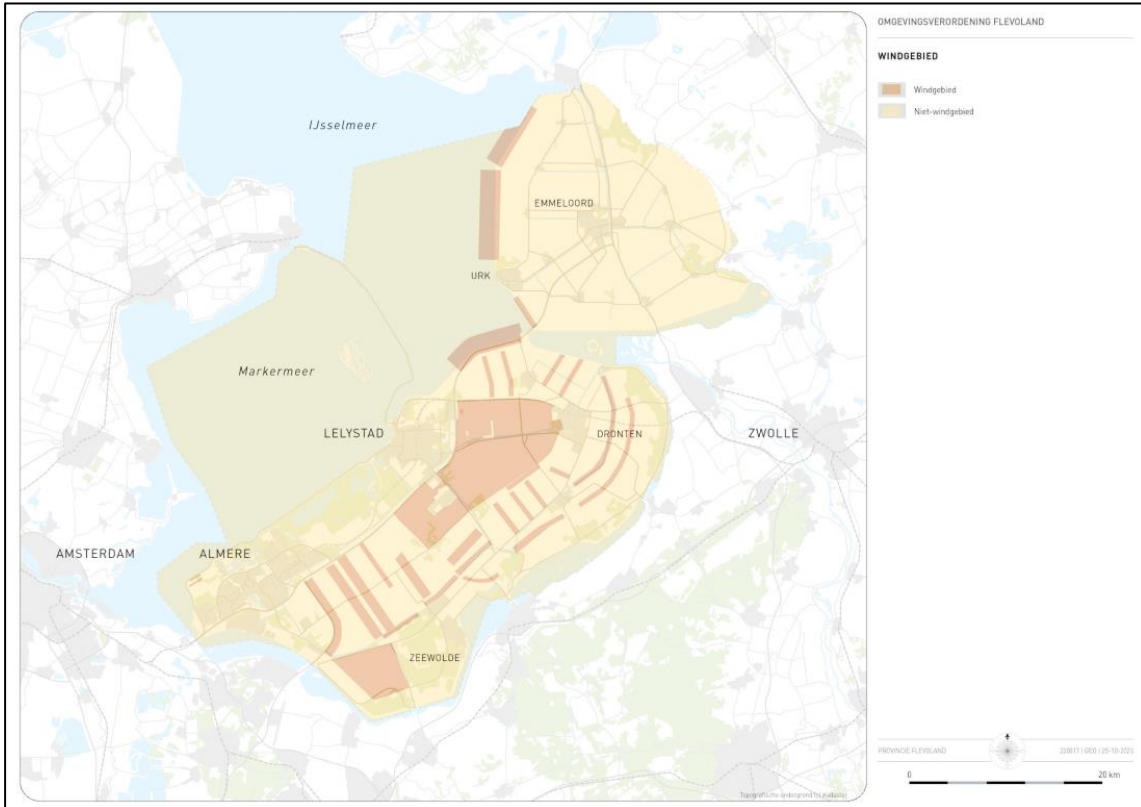 OMGEVINGSVERORDENING FLEVOLAND
WINDGEBIED
Windgebied
Niet-windgebied
IJsselmeer
EMMELOORD
URK
Markermeer
LELYSTAD
DRONTEN
ZWOLLE
AMSTERDAM
ALMERE
ZEEWOLDE
PROVINCIE FLEVOLAND
0
20 km